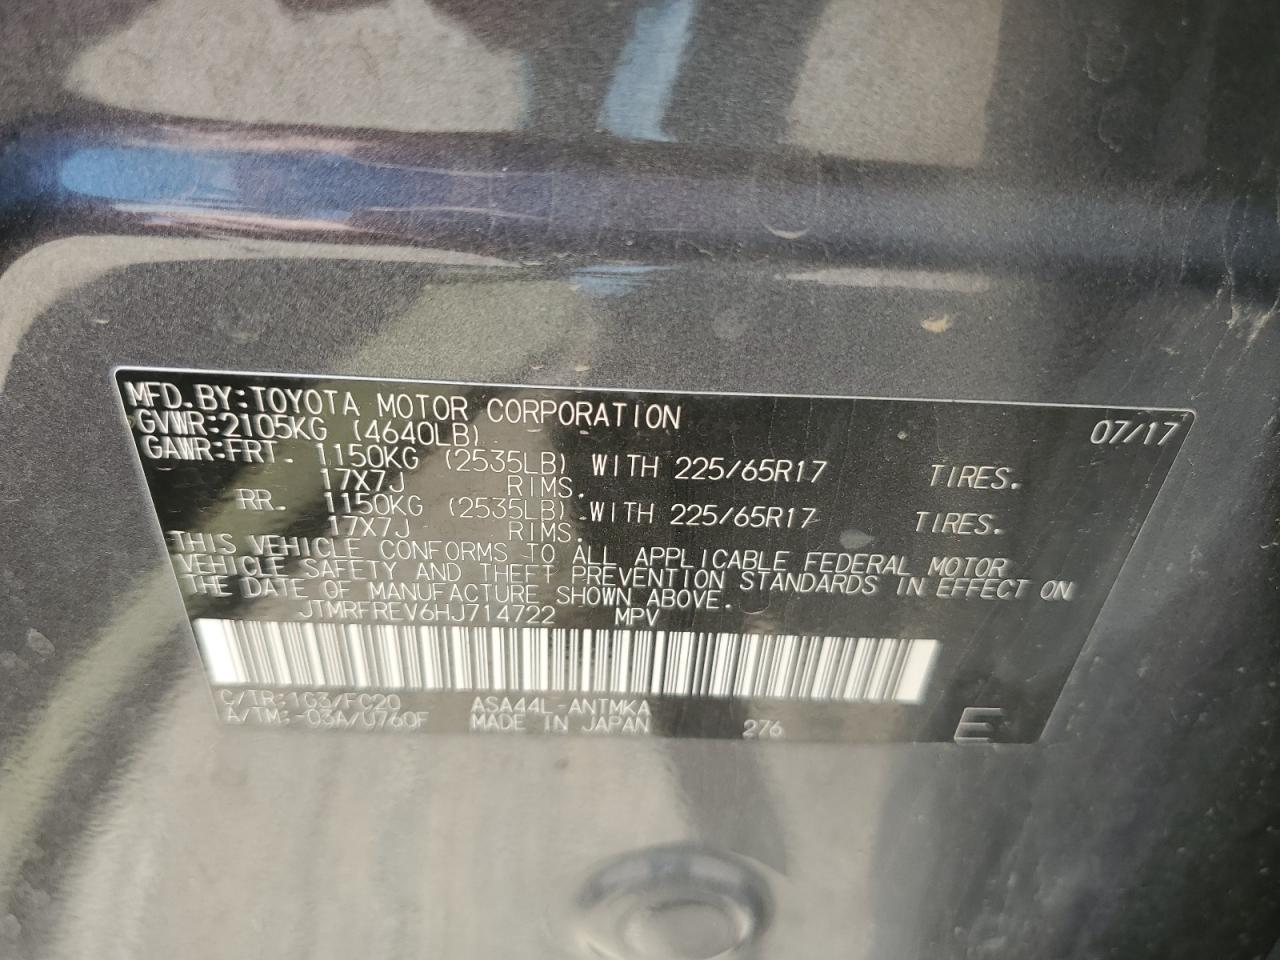 MFD. BY: TOYOTA MOTOR CORPORATION 07/17
GVWR: 2105KG (4640LB)
GAWR: FRT. 1150KG (2535LB) WITH 225/65R17 TIRES.
17X7J RIMS.
RR. 1150KG (2535LB) WITH 225/65R17 TIRES.
17X7J RIMS.
THIS VEHICLE CONFORMS TO ALL APPLICABLE FEDERAL MOTOR
VEHICLE SAFETY AND THEFT PREVENTION STANDARDS IN EFFECT ON
THE DATE OF MANUFACTURE SHOWN ABOVE.
JTMRFREV6HJ714722 MPV
C/TR: 1G3/FC20 ASA44L-ANTMKA
A/TM: -03A/U760F MADE IN JAPAN 276 E